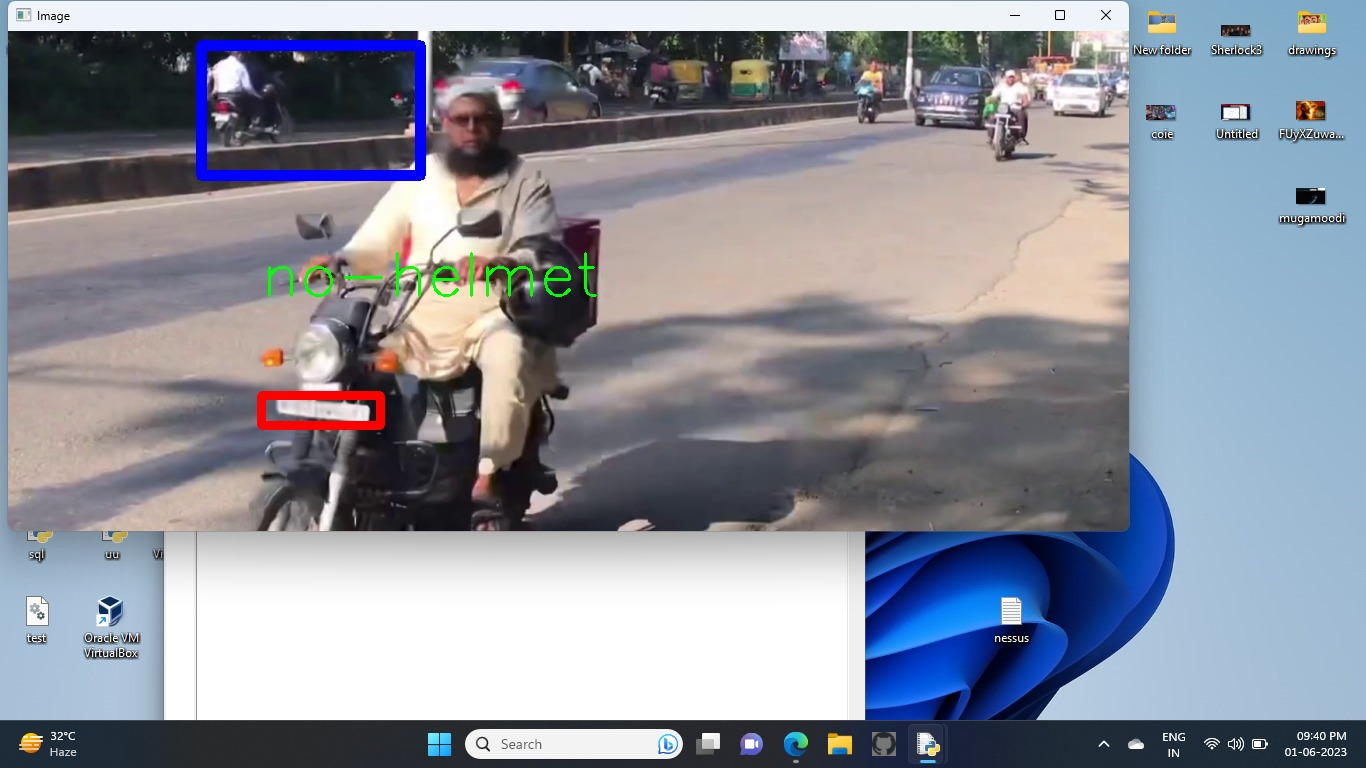 Image
New folder
Sherlock3
drawings
coie
Untitled
FUyXZuwa...
mugamoodi
no-helmet
sql
uu
Vi
test
Oracle VM
VirtualBox
nessus
32°C
Haze
Search
ENG
IN
09:40 PM
01-06-2023